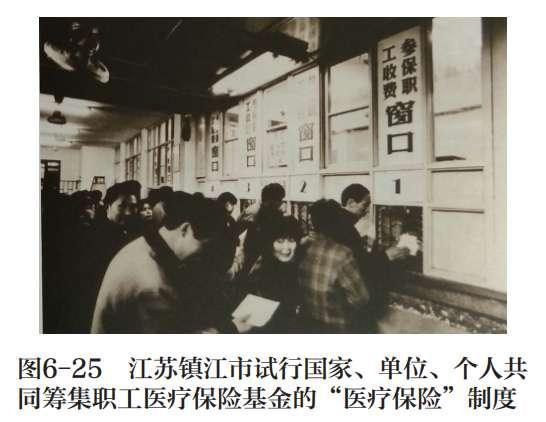 参保职
工收费
窗口
1
2
3
图6-25 江苏镇江市试行国家、单位、个人共
同筹集职工医疗保险基金的“医疗保险”制度